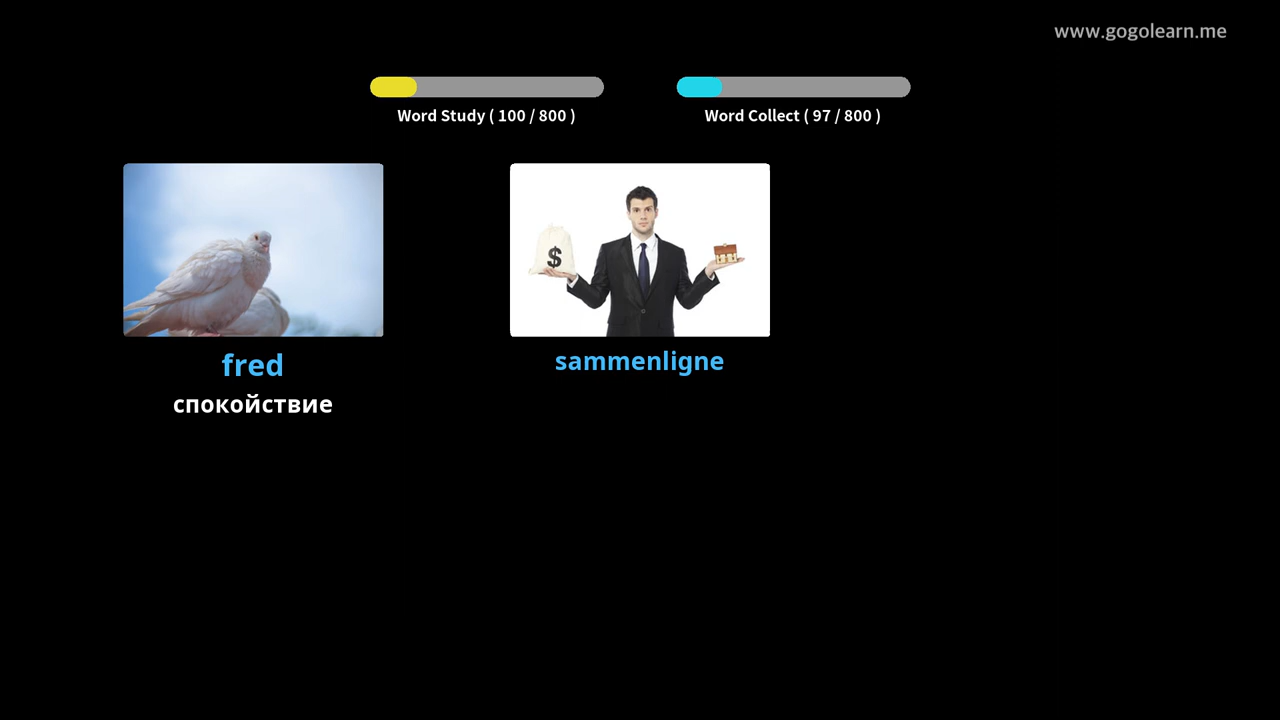 www.gogolearn.me
Word Study ( 100 / 800 )
Word Collect ( 97 / 800 )
$
fred
sammenligne
спокойствие